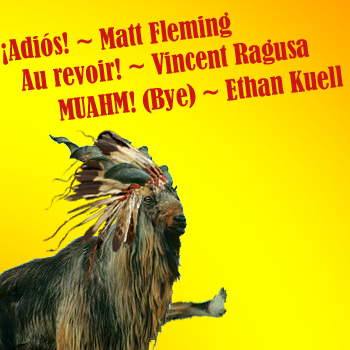 ¡Adiós! ~ Matt Fleming
Au revoir! ~ Vincent Ragusa
MUAHM! (Bye) ~ Ethan Kuell